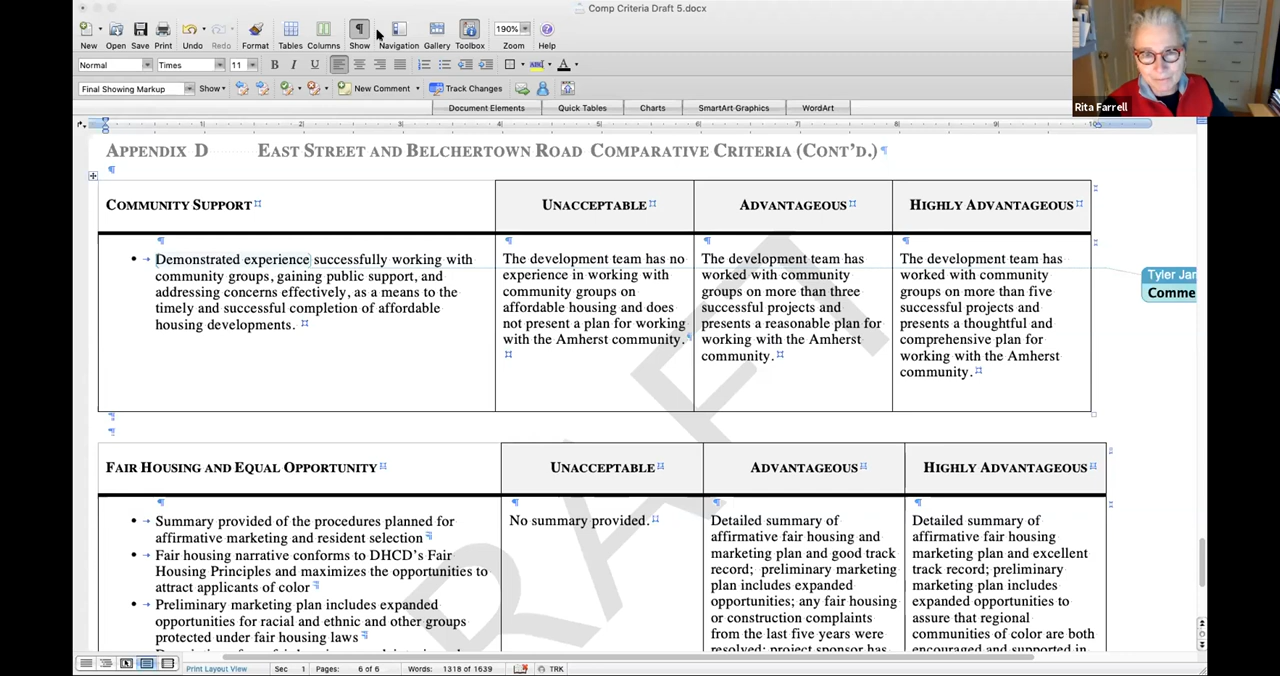 Comp Criteria Draft 5.docx
New Open Save Print Undo Redo Format Tables Columns Show Navigation Gallery Toolbox Zoom Help
190%
Normal Times 11 B I U
Final Showing Markup Show New Comment Track Changes
Document Elements Quick Tables Charts SmartArt Graphics WordArt
Rita Farrell
APPENDIX D EAST STREET AND BELCHERTOWN ROAD COMPARATIVE CRITERIA (CONT'D.)
COMMUNITY SUPPORT
UNACCEPTABLE
ADVANTAGEOUS
HIGHLY ADVANTAGEOUS
• Demonstrated experience successfully working with
community groups, gaining public support, and
addressing concerns effectively, as a means to the
timely and successful completion of affordable
housing developments.
The development team has no
experience in working with
community groups on
affordable housing and does
not present a plan for working
with the Amherst community.
The development team has
worked with community
groups on more than three
successful projects and
presents a reasonable plan for
working with the Amherst
community.
The development team has
worked with community
groups on more than five
successful projects and
presents a thoughtful and
comprehensive plan for
working with the Amherst
community.
Tyler Jam
Comme
FAIR HOUSING AND EQUAL OPPORTUNITY
UNACCEPTABLE
ADVANTAGEOUS
HIGHLY ADVANTAGEOUS
• Summary provided of the procedures planned for
affirmative marketing and resident selection
• Fair housing narrative conforms to DHCD's Fair
Housing Principles and maximizes the opportunities to
attract applicants of color
• Preliminary marketing plan includes expanded
opportunities for racial and ethnic and other groups
protected under fair housing laws
No summary provided.
Detailed summary of
affirmative fair housing and
marketing plan and good track
record; preliminary marketing
plan includes expanded
opportunities; any fair housing
or construction complaints
from the last five years were
resolved; project sponsor has
Detailed summary of
affirmative fair housing
marketing plan and excellent
track record; preliminary
marketing plan includes
expanded opportunities to
assure that regional
communities of color are both
encouraged and supported in
RAFT
Print Layout View Sec 1 Pages: 6 of 6 Words: 1318 of 1639 TRK